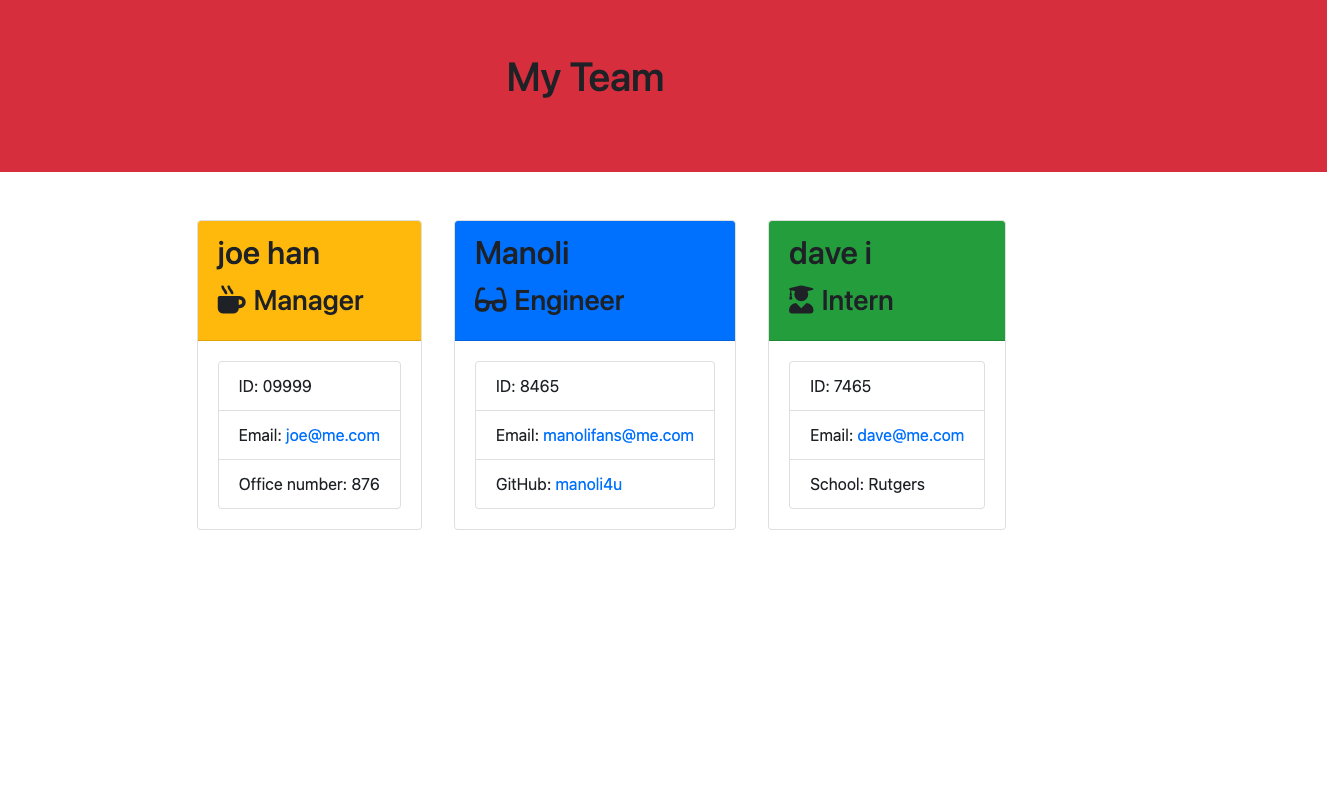 My Team
joe han
Manager
ID: 09999
Email: joe@me.com
Office number: 876
Manoli
Engineer
ID: 8465
Email: manolifans@me.com
GitHub: manoli4u
dave i
Intern
ID: 7465
Email: dave@me.com
School: Rutgers